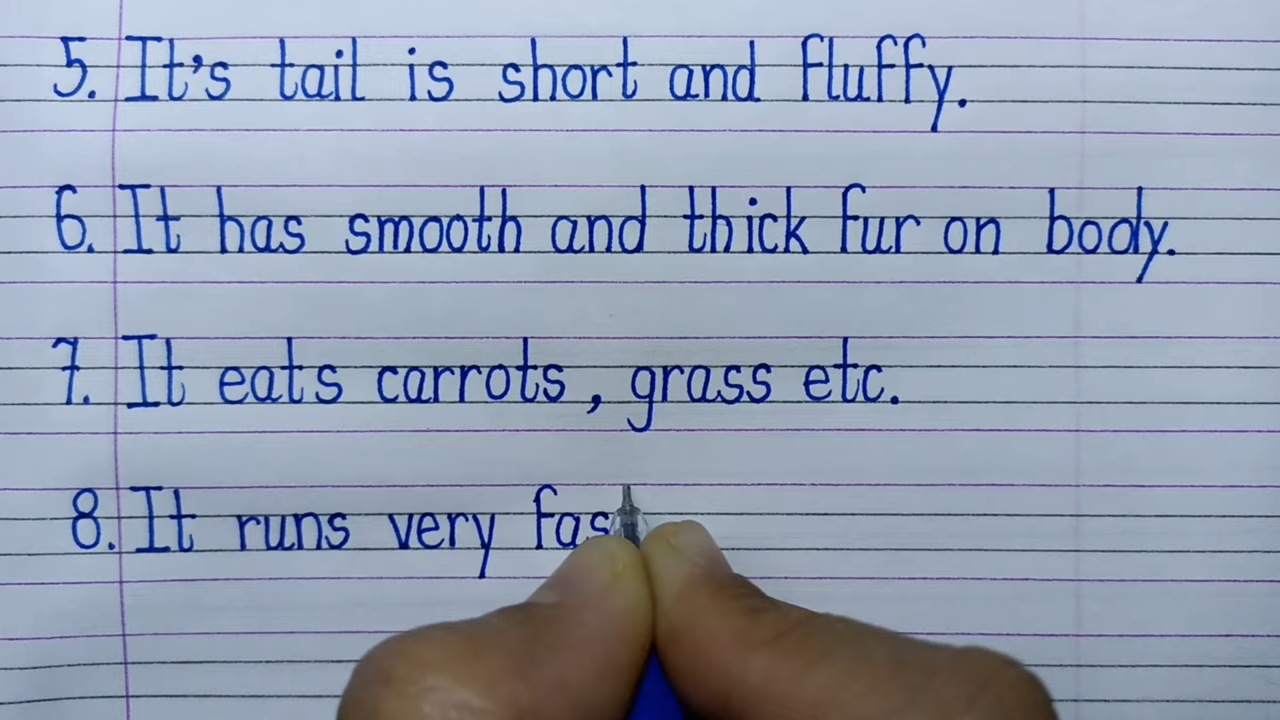 5. It's tail is short and fluffy.
6. It has smooth and thick fur on body.
7. It eats carrots, grass etc.
8. It runs very fas